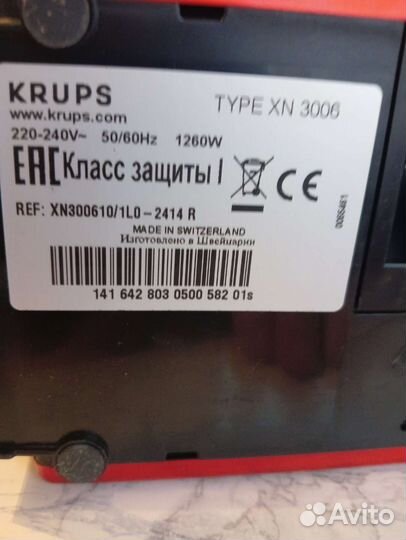 KRUPS TYPE XN 3006
www.krups.com
220-240V~ 50/60Hz 1260W
EAC Класс защиты I CE
REF: XN300610/1L0-2414 R
MADE IN SWITZERLAND
Изготовлено в Швейцарии
141 642 803 0500 582 01s
Avito